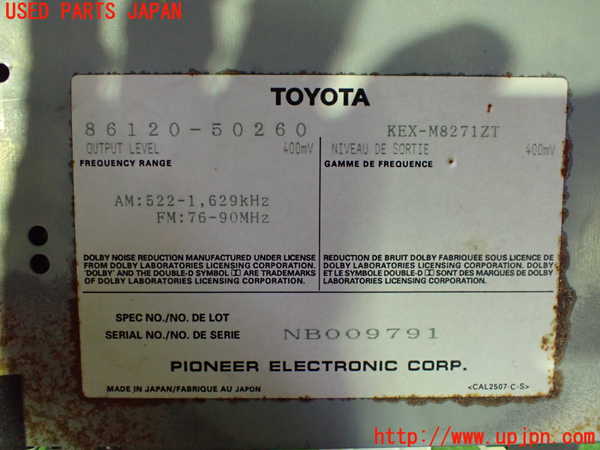 USED PARTS JAPAN
TOYOTA
86120-50260
KEX-M8271ZT
OUTPUT LEVEL 400mV
NIVEAU DE SORTIE 400mV
FREQUENCY RANGE
GAMME DE FREQUENCE
AM:522-1,629kHz
FM:76-90MHz
DOLBY NOISE REDUCTION MANUFACTURED UNDER LICENSE
FROM DOLBY LABORATORIES LICENSING CORPORATION.
'DOLBY' AND THE DOUBLE-D SYMBOL ARE TRADEMARKS
OF DOLBY LABORATORIES LICENSING CORPORATION.
REDUCTION DE BRUIT DOLBY FABRIQUÉE SOUS LICENCE DE
DOLBY LABORATORIES LICENSING CORPORATION. DOLBY
ET LE SYMBOLE DOUBLE-D SONT DES MARQUES DE DOLBY
LABORATORIES LICENSING CORPORATION.
SPEC NO./NO. DE LOT
SERIAL NO./NO. DE SERIE NB009791
PIONEER ELECTRONIC CORP.
MADE IN JAPAN/FABRIQUE AU JAPON
<CAL2507-C-S>
http://www.upjpn.com/